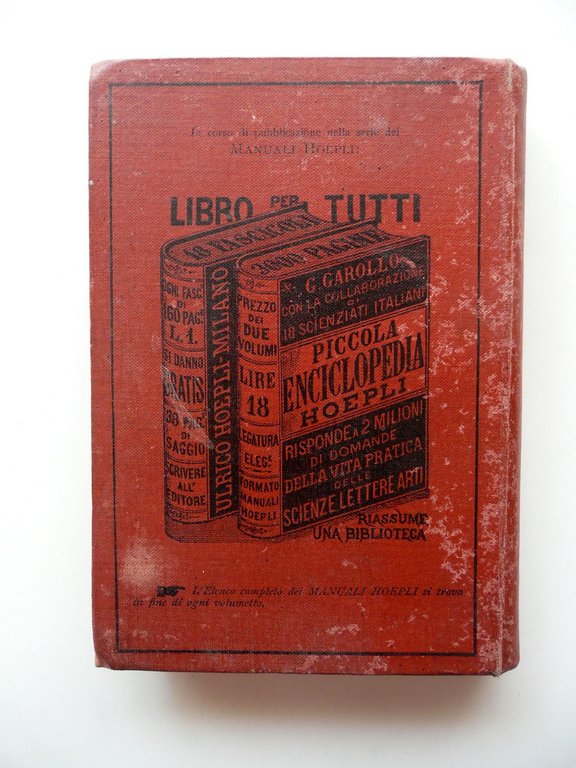 In corso di pubblicazione nella serie dei
MANUALI HOEPLI:
LIBRO PER TUTTI
18 FASCICOLI
OGNI FASC.
DI
160 PAG.
L. 1.
SI DANNO
GRATIS
38 PAG.
DI
SAGGIO
SCRIVERE
ALL'
EDITORE
ULRICO HOEPLI-MILANO
3000 PAGINE
PREZZO
DEI
DUE
VOLUMI
LIRE
18
LEGATURA
ELEG.
FORMATO
MANUALI
HOEPLI
G. GAROLLO
CON LA COLLABORAZIONE
DI
18 SCIENZIATI ITALIANI
PICCOLA
ENCICLOPEDIA
HOEPLI
RISPONDE A 2 MILIONI
DI DOMANDE
DELLA VITA PRATICA
DELLE
SCIENZE LETTERE ARTI
RIASSUME
UNA BIBLIOTECA
L'Elenco completo dei MANUALI HOEPLI si trova
in fine di ogni volumetto.